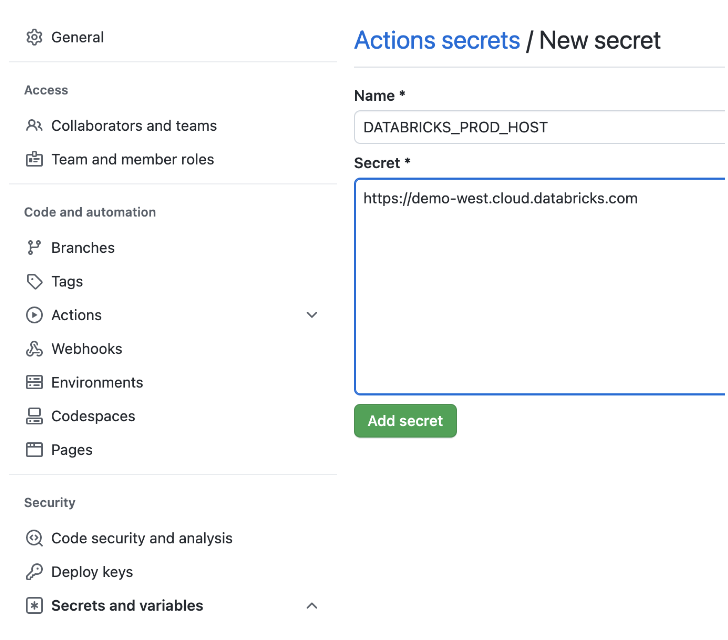 General
Access
Collaborators and teams
Team and member roles
Code and automation
Branches
Tags
Actions
Webhooks
Environments
Codespaces
Pages
Security
Code security and analysis
Deploy keys
Secrets and variables
Actions secrets / New secret
Name *
DATABRICKS_PROD_HOST
Secret *
https://demo-west.cloud.databricks.com
Add secret